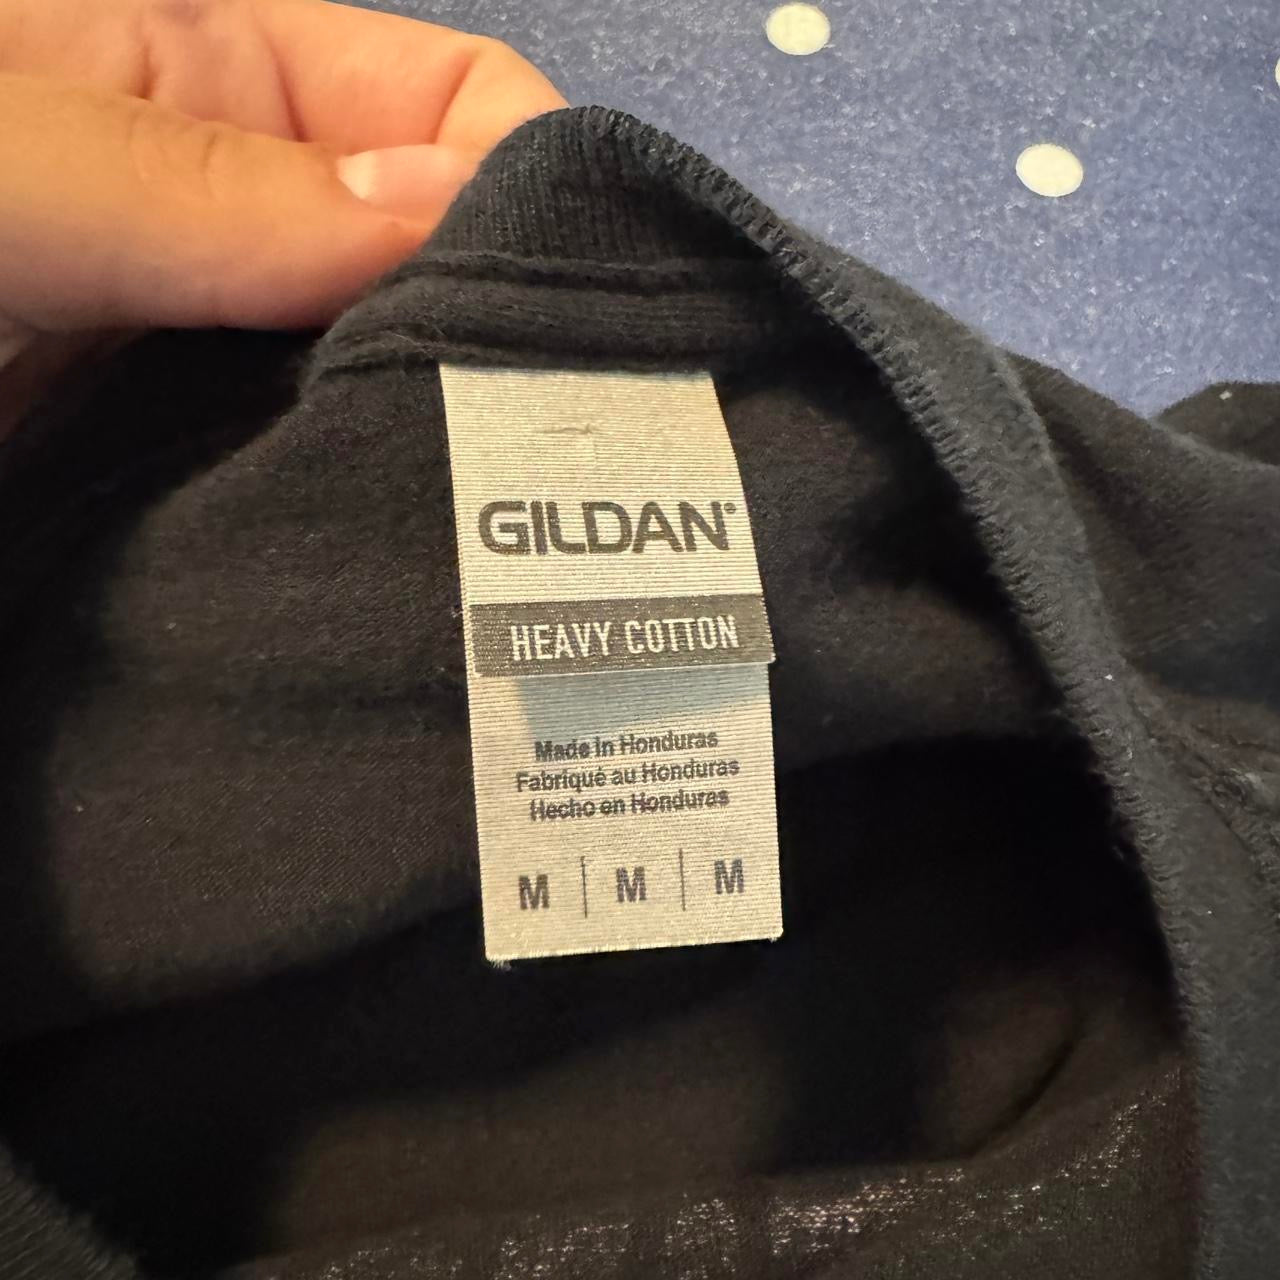 GILDAN®
HEAVY COTTON
Made in Honduras
Fabriqué au Honduras
Hecho en Honduras
M | M | M